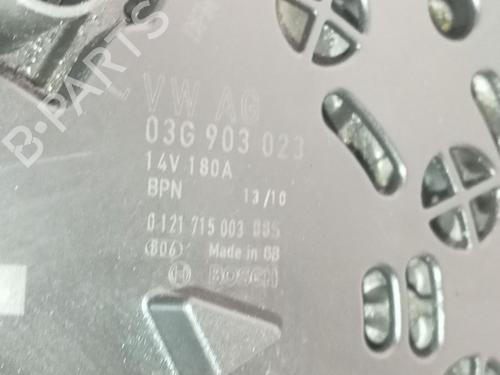 B-PARTS
VW AG
03G 903 023
14V 180A
BPN 13/10
0 121 715 003
(B06) Made in GB
BOSCH